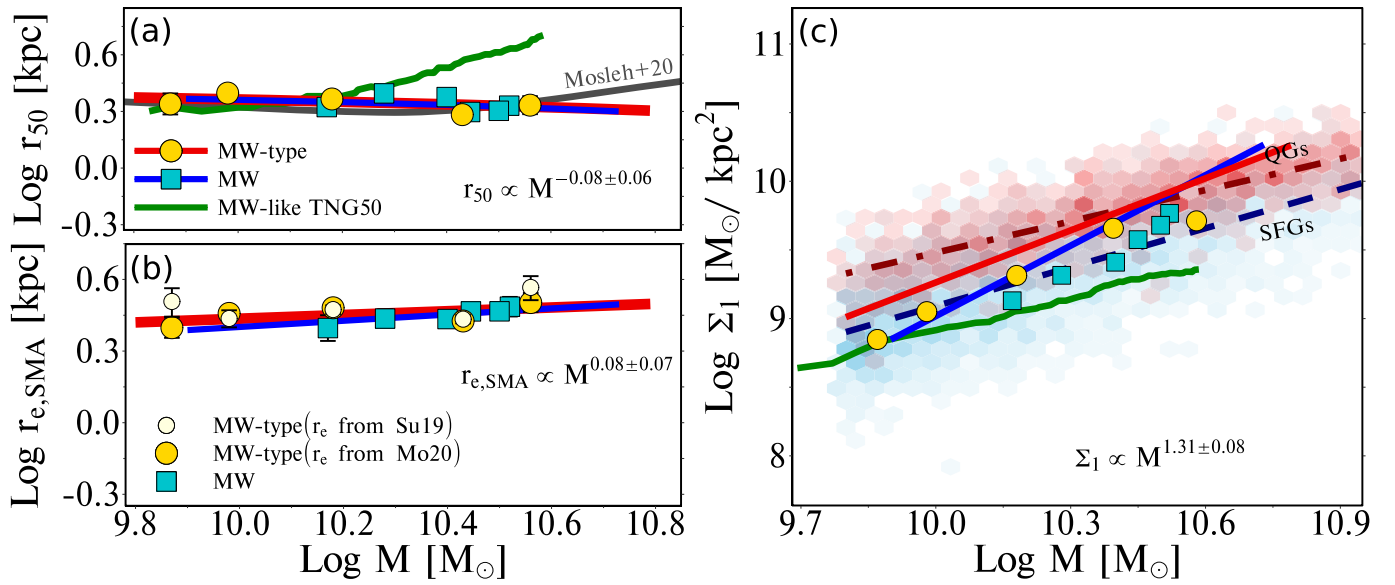 (a)
Log r₅₀ [kpc]
0.6
0.3
0.0
-0.3
Mosleh+20
MW-type
MW
MW-like TNG50
r₅₀ ∝ M^-0.08±0.06
(b)
Log rₑ,SMA [kpc]
0.6
0.3
0.0
-0.3
rₑ,SMA ∝ M^0.08±0.07
MW-type(rₑ from Su19)
MW-type(rₑ from Mo20)
MW
9.8 10.0 10.2 10.4 10.6 10.8
Log M [M⊙]
(c)
Log Σ₁ [M⊙/ kpc²]
11
10
9
8
QGs
SFGs
Σ₁ ∝ M^1.31±0.08
9.7 10.0 10.3 10.6 10.9
Log M [M⊙]